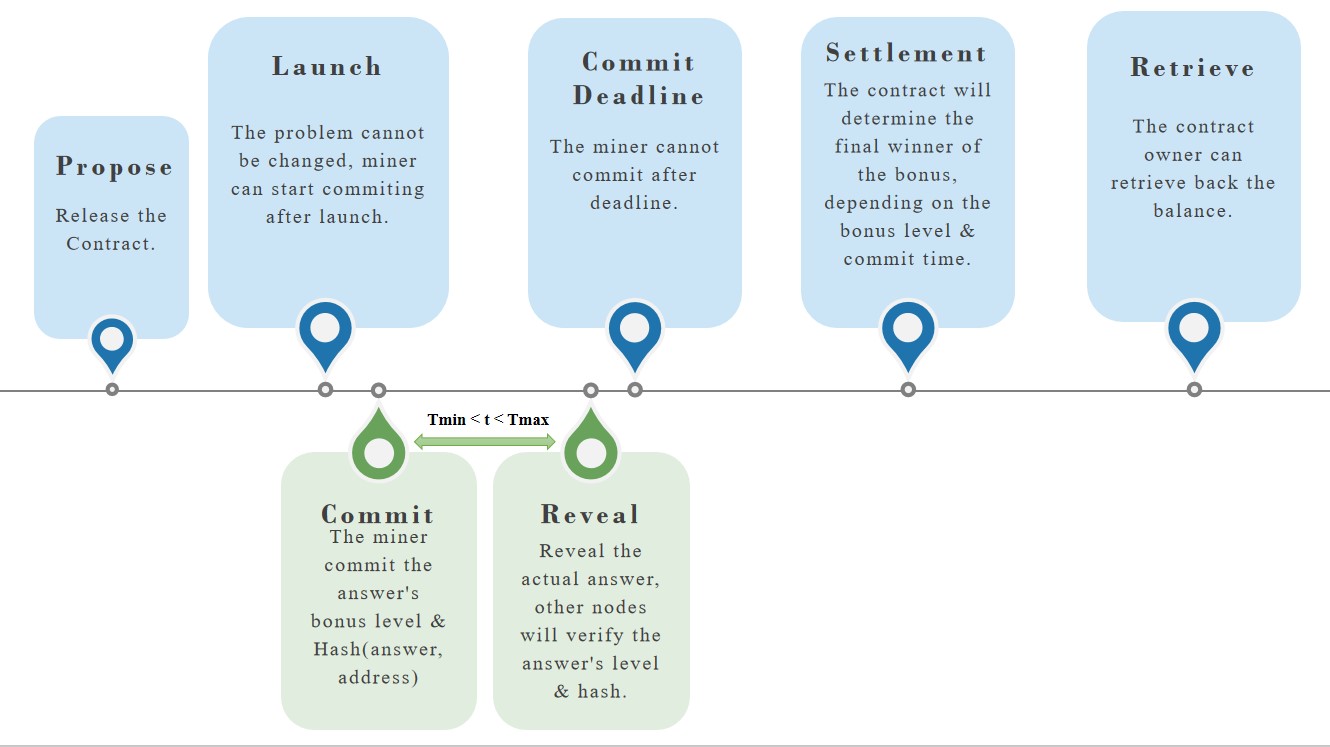 Propose
Release the
Contract.
Launch
The problem cannot
be changed, miner
can start commiting
after launch.
Commit
Deadline
The miner cannot
commit after
deadline.
Settlement
The contract will
determine the
final winner of
the bonus,
depending on the
bonus level &
commit time.
Retrieve
The contract
owner can
retrieve back the
balance.
Tmin < t < Tmax
Commit
The miner
commit the
answer's
bonus level &
Hash(answer,
address)
Reveal
Reveal the
actual answer,
other nodes
will verify the
answer's level
& hash.